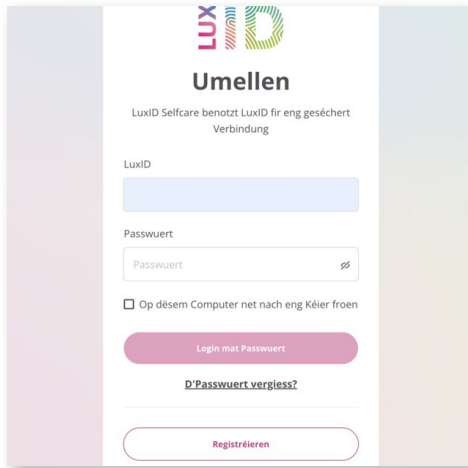 LUX ID
Umellen
LuxID Selfcare benotzt LuxID fir eng geséchert
Verbindung
LuxID
Passwuert
Passwuert
Op dësem Computer net nach eng Kéier froen
Login mat Passwuert
D'Passwuert vergiess?
Registréieren